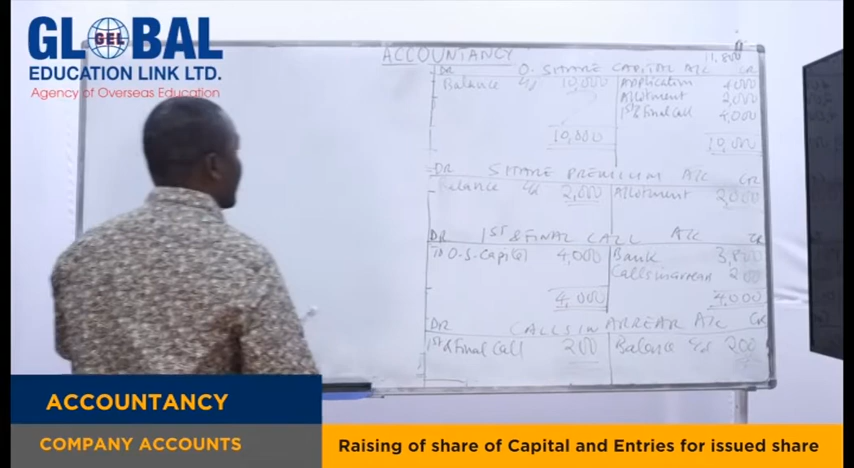 GLOBAL
GEL
EDUCATION LINK LTD.
Agency of Overseas Education
ACCOUNTANCY
11,800
DR O. SHARE CAPITAL A/C CR
Balance c/d 10,000 Application 4,000
Allotment 2,000
1st & Final Call 4,000
10,000 10,000
DR SHARE PREMIUM A/C CR
Balance c/d 2,000 Allotment 2,000
DR 1ST & FINAL CALL A/C CR
To O.S. Capital 4,000 Bank 3,800
Calls in arrears 200
4,000 4,000
DR CALLS IN ARREAR A/C CR
1st & Final Call 200 Balance c/d 200
ACCOUNTANCY
COMPANY ACCOUNTS
Raising of share of Capital and Entries for issued share